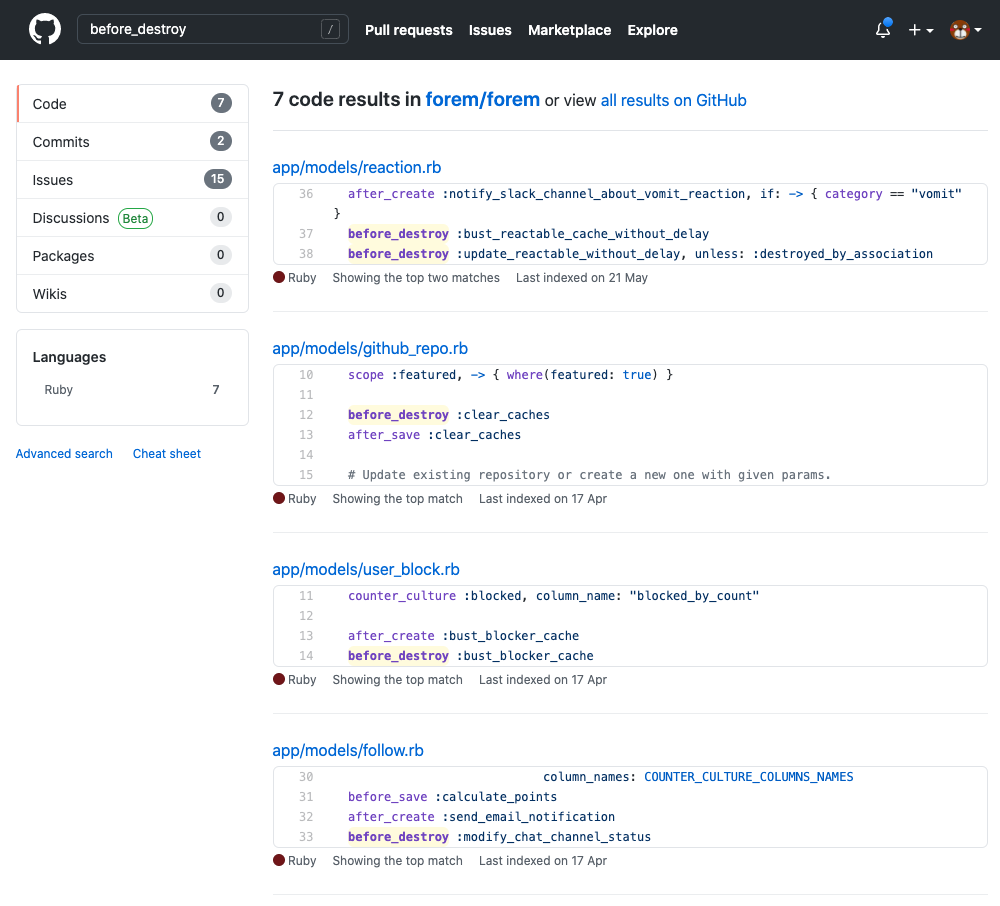 before_destroy /
Pull requests Issues Marketplace Explore
Code 7
Commits 2
Issues 15
Discussions Beta 0
Packages 0
Wikis 0
Languages
Ruby 7
Advanced search Cheat sheet
7 code results in forem/forem or view all results on GitHub
app/models/reaction.rb
36 after_create :notify_slack_channel_about_vomit_reaction, if: -> { category == "vomit"
}
37 before_destroy :bust_reactable_cache_without_delay
38 before_destroy :update_reactable_without_delay, unless: :destroyed_by_association
Ruby Showing the top two matches Last indexed on 21 May
app/models/github_repo.rb
10 scope :featured, -> { where(featured: true) }
11
12 before_destroy :clear_caches
13 after_save :clear_caches
14
15 # Update existing repository or create a new one with given params.
Ruby Showing the top match Last indexed on 17 Apr
app/models/user_block.rb
11 counter_culture :blocked, column_name: "blocked_by_count"
12
13 after_create :bust_blocker_cache
14 before_destroy :bust_blocker_cache
Ruby Showing the top match Last indexed on 17 Apr
app/models/follow.rb
30 column_names: COUNTER_CULTURE_COLUMNS_NAMES
31 before_save :calculate_points
32 after_create :send_email_notification
33 before_destroy :modify_chat_channel_status
Ruby Showing the top match Last indexed on 17 Apr